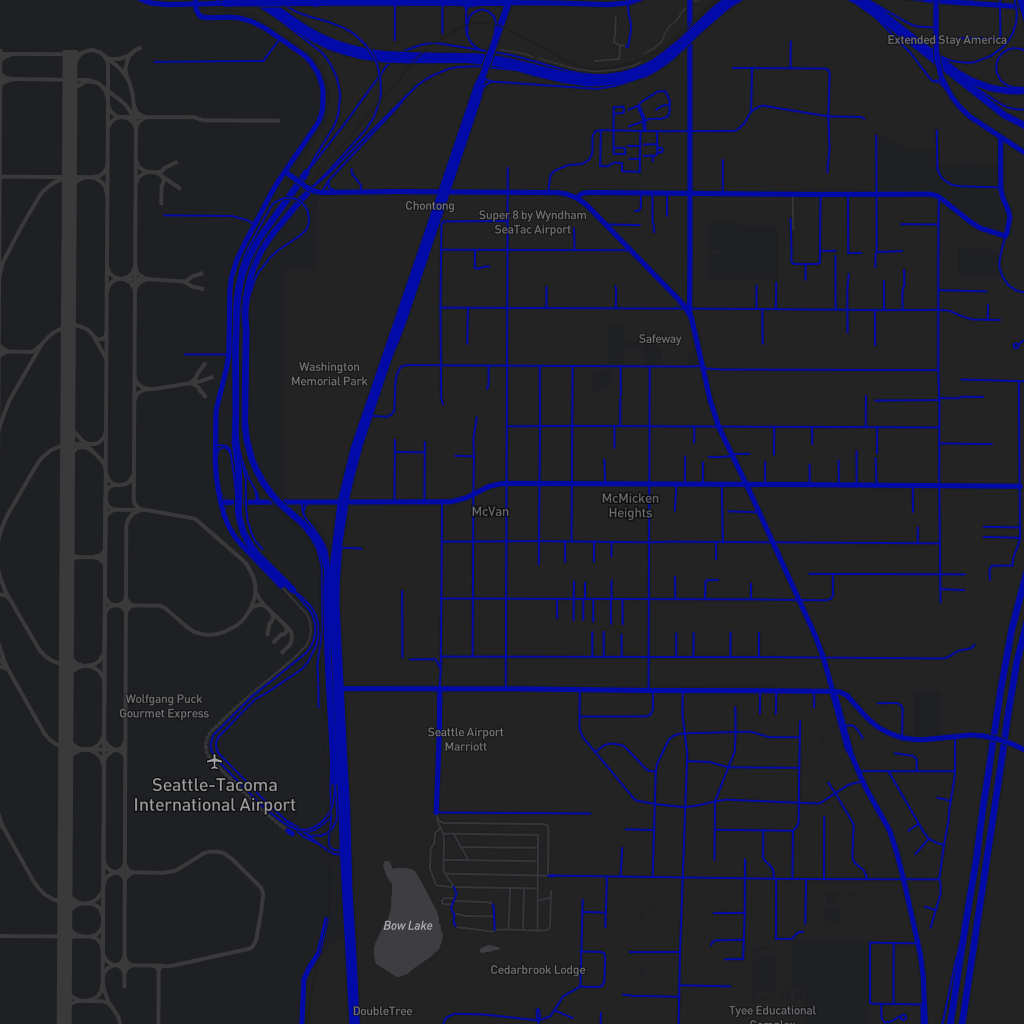 Extended Stay America
Chontong
Super 8 by Wyndham
SeaTac Airport
Safeway
Washington
Memorial Park
McMicken
Heights
McVan
Wolfgang Puck
Gourmet Express
Seattle Airport
Marriott
Seattle-Tacoma
International Airport
Bow Lake
Cedarbrook Lodge
DoubleTree
Tyee Educational
Complex